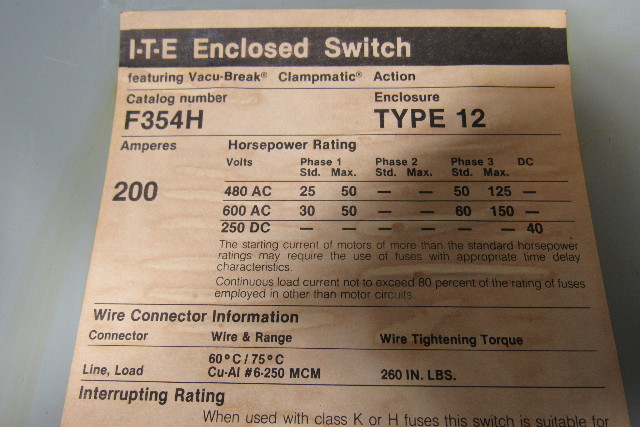 I-T-E Enclosed Switch
featuring Vacu-Break® Clampmatic® Action
Catalog number Enclosure
F354H TYPE 12
Amperes Horsepower Rating
Volts Phase 1 Phase 2 Phase 3 DC
Std. Max. Std. Max. Std. Max.
200
480 AC 25 50 — — 50 125 —
600 AC 30 50 — — 60 150 —
250 DC — — — — — — 40
The starting current of motors of more than the standard horsepower
ratings may require the use of fuses with appropriate time delay
characteristics.
Continuous load current not to exceed 80 percent of the rating of fuses
employed in other than motor circuits.
Wire Connector Information
Connector Wire & Range Wire Tightening Torque
60°C/75°C
Line, Load Cu-Al #6-250 MCM 260 IN. LBS.
Interrupting Rating
When used with class K or H fuses this switch is suitable for